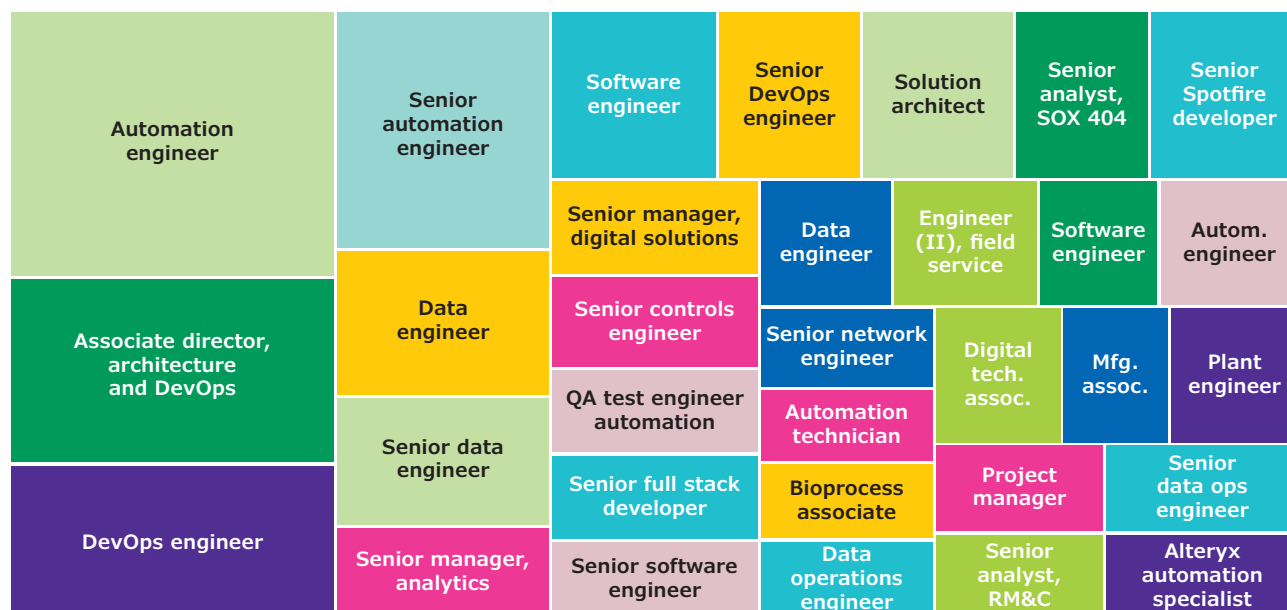 Automation
engineer
Associate director,
architecture
and DevOps
DevOps engineer
Senior
automation
engineer
Data
engineer
Senior data
engineer
Senior manager,
analytics
Software
engineer
Senior
DevOps
engineer
Solution
architect
Senior
analyst,
SOX 404
Senior
Spotfire
developer
Senior manager,
digital solutions
Senior controls
engineer
QA test engineer
automation
Senior full stack
developer
Senior software
engineer
Data
engineer
Engineer
(II), field
service
Software
engineer
Autom.
engineer
Senior network
engineer
Automation
technician
Bioprocess
associate
Data
operations
engineer
Digital
tech.
assoc.
Mfg.
assoc.
Plant
engineer
Project
manager
Senior
data ops
engineer
Senior
analyst,
RM&C
Alteryx
automation
specialist